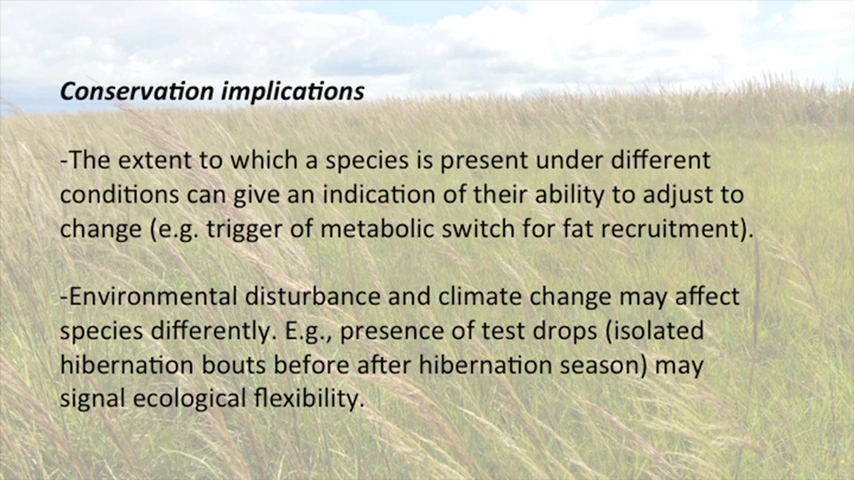 Conservation implications
-The extent to which a species is present under different
conditions can give an indication of their ability to adjust to
change (e.g. trigger of metabolic switch for fat recruitment).
-Environmental disturbance and climate change may affect
species differently. E.g., presence of test drops (isolated
hibernation bouts before after hibernation season) may
signal ecological flexibility.